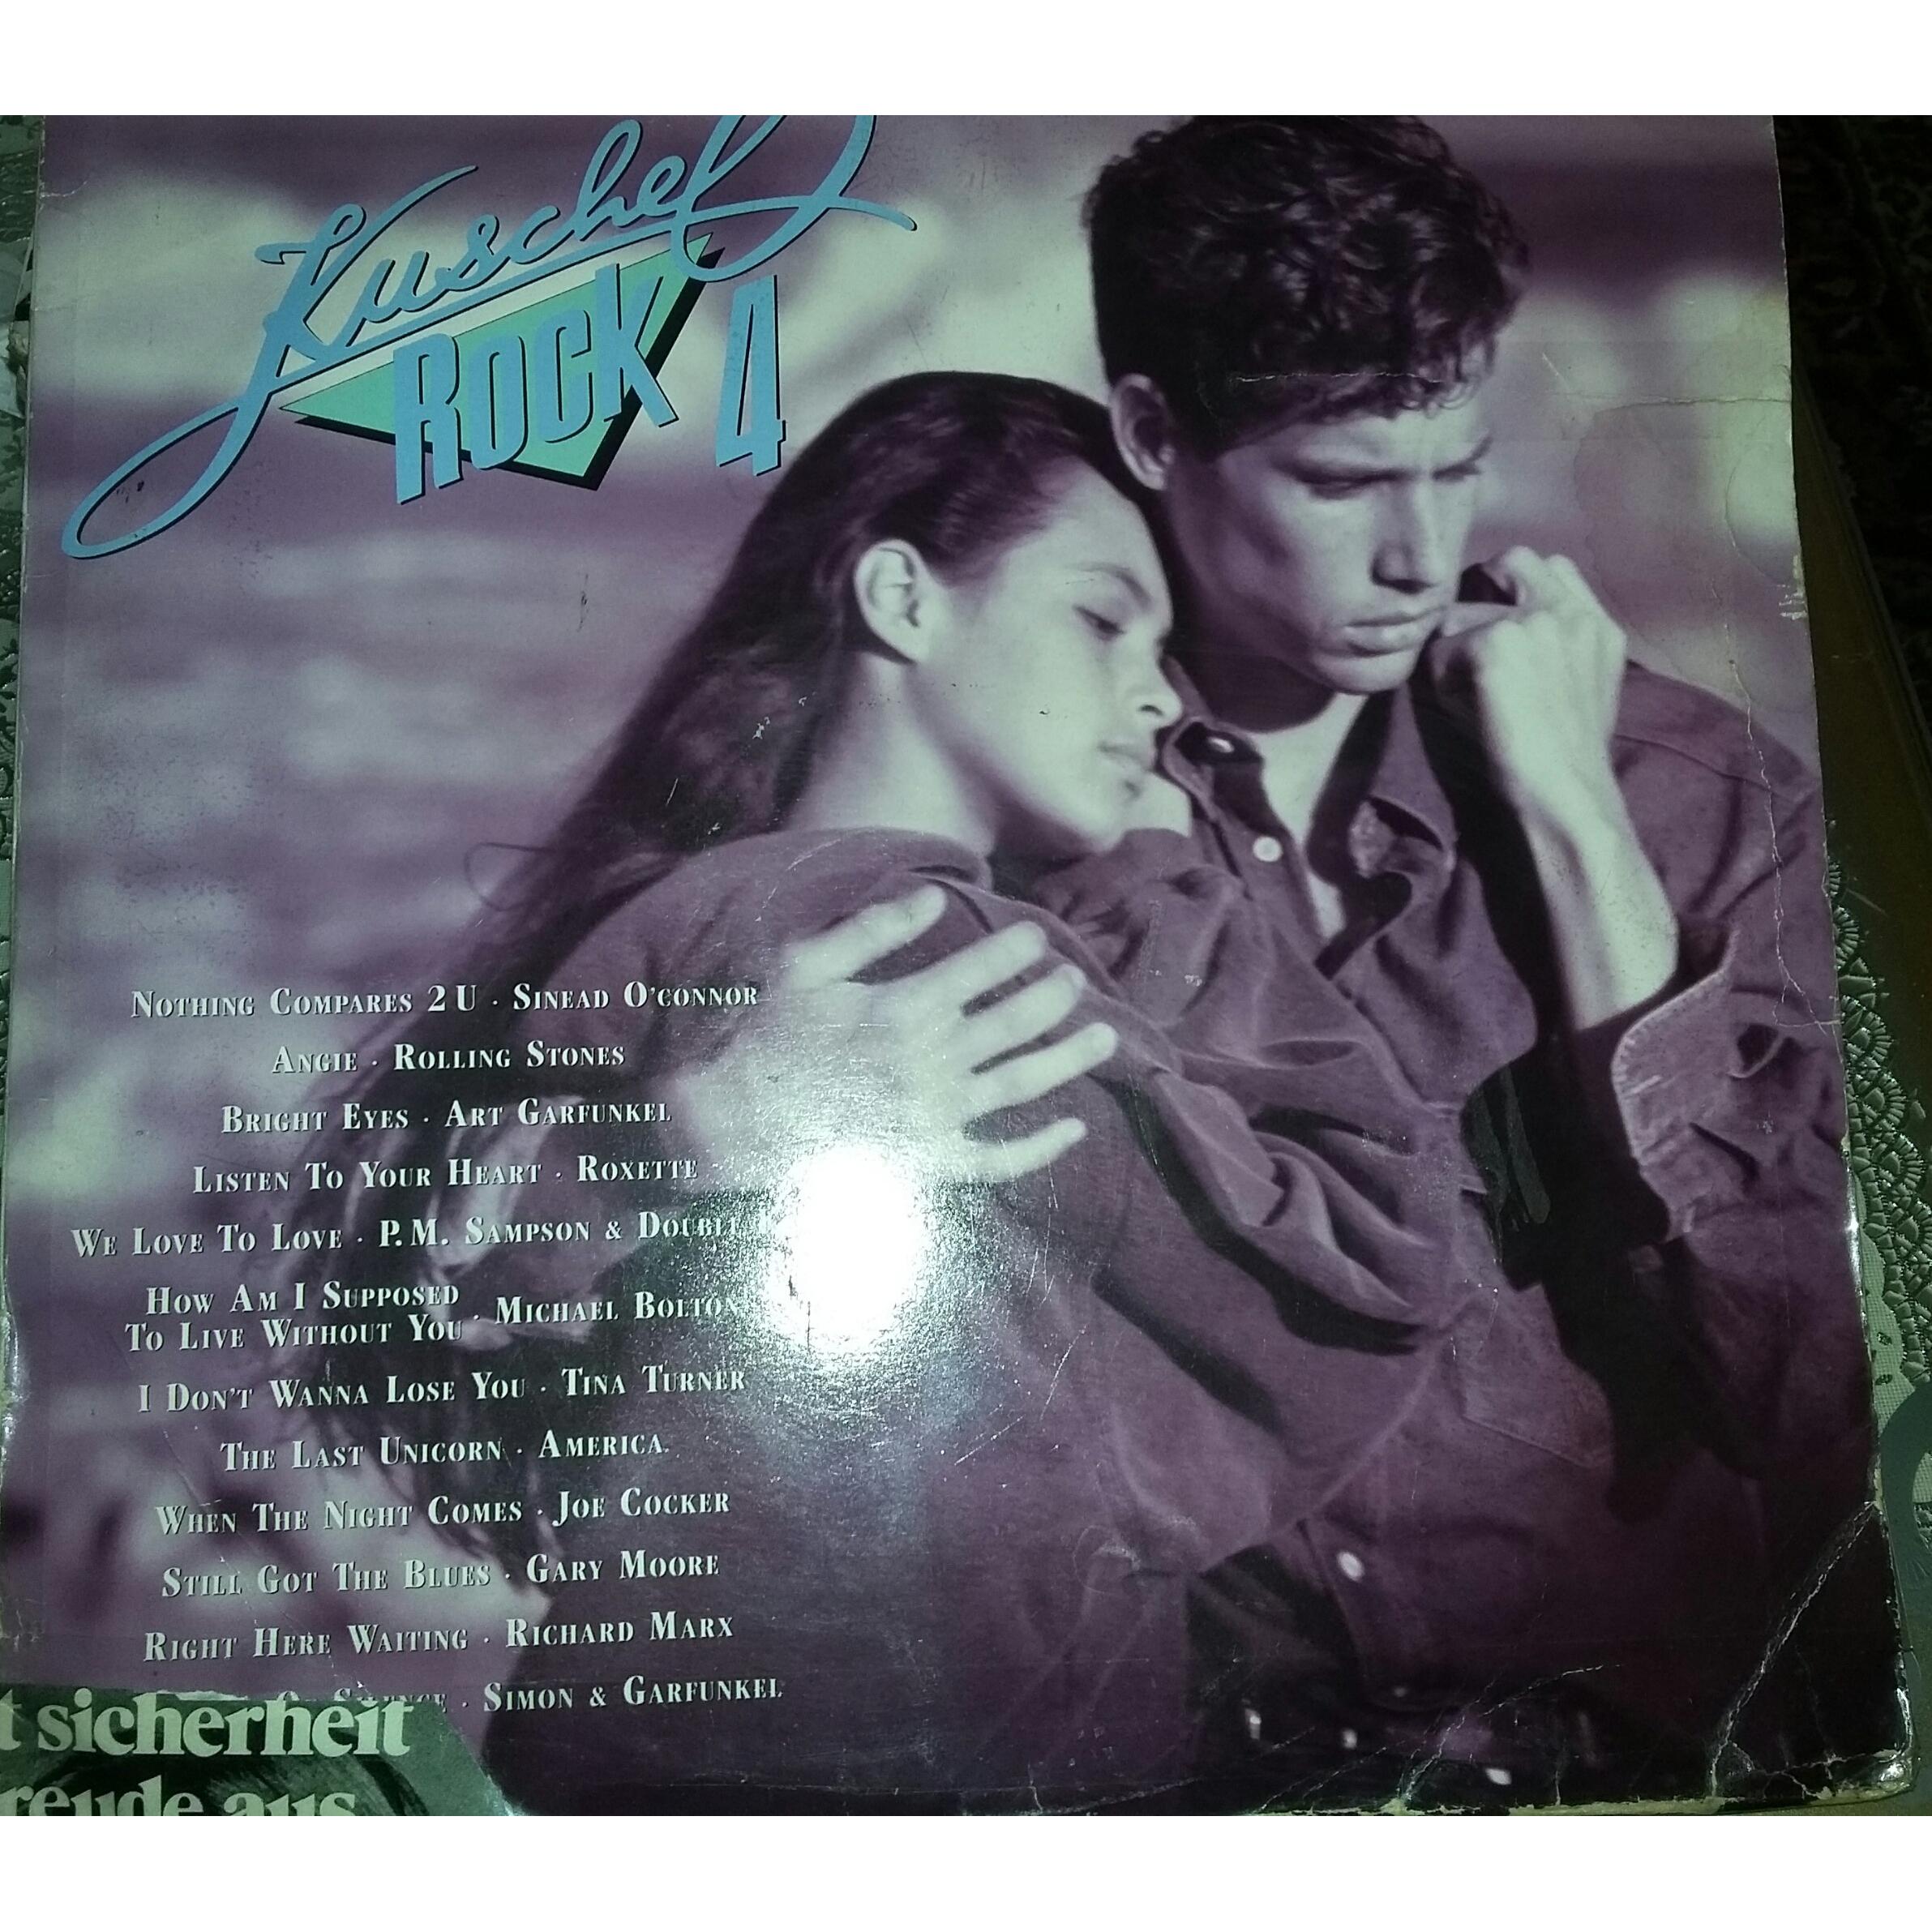 Kuschel
ROCK 4
NOTHING COMPARES 2 U · SINEAD O'CONNOR
ANGIE · ROLLING STONES
BRIGHT EYES · ART GARFUNKEL
LISTEN TO YOUR HEART · ROXETTE
WE LOVE TO LOVE · P.M. SAMPSON & DOUBLE
HOW AM I SUPPOSED
TO LIVE WITHOUT YOU · MICHAEL BOLTON
I DON'T WANNA LOSE YOU · TINA TURNER
THE LAST UNICORN · AMERICA
WHEN THE NIGHT COMES · JOE COCKER
STILL GOT THE BLUES · GARY MOORE
RIGHT HERE WAITING · RICHARD MARX
· SIMON & GARFUNKEL
sicherheit
aus